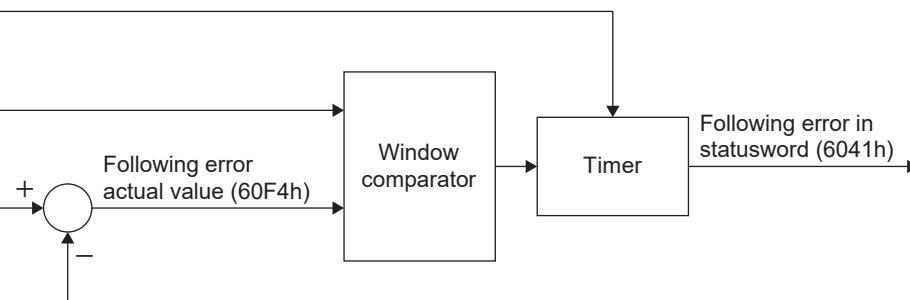 Following error in
statusword (6041h)
Window
comparator
Timer
Following error
actual value (60F4h)
+
−